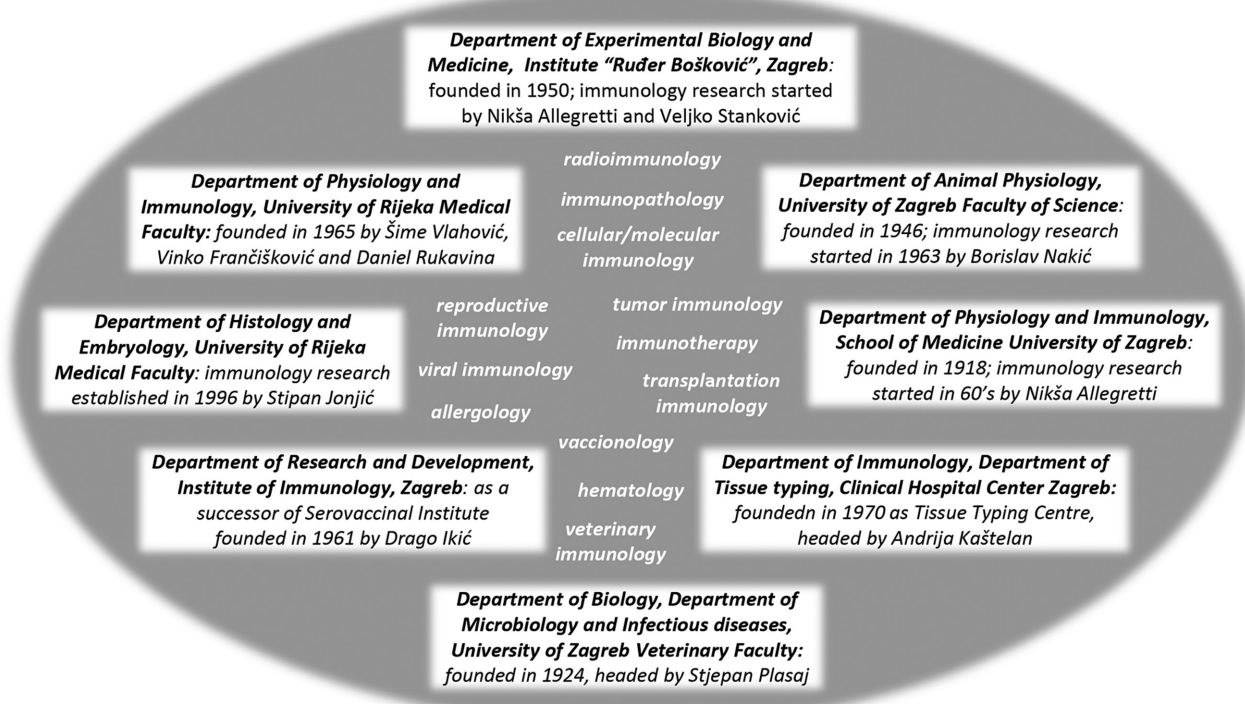 Department of Experimental Biology and
Medicine, Institute “Ruđer Bošković”, Zagreb:
founded in 1950; immunology research started
by Nikša Allegretti and Veljko Stanković
radioimmunology
immunopathology
cellular/molecular
immunology
Department of Physiology and
Immunology, University of Rijeka Medical
Faculty: founded in 1965 by Šime Vlahović,
Vinko Frančišković and Daniel Rukavina
Department of Animal Physiology,
University of Zagreb Faculty of Science:
founded in 1946; immunology research
started in 1963 by Borislav Nakić
Department of Histology and
Embryology, University of Rijeka
Medical Faculty: immunology research
established in 1996 by Stipan Jonjić
reproductive
immunology
viral immunology
allergology
tumor immunology
immunotherapy
transplantation
immunology
Department of Physiology and Immunology,
School of Medicine University of Zagreb:
founded in 1918; immunology research
started in 60’s by Nikša Allegretti
vaccionology
hematology
veterinary
immunology
Department of Research and Development,
Institute of Immunology, Zagreb: as a
successor of Serovaccinal Institute
founded in 1961 by Drago Ikić
Department of Immunology, Department of
Tissue typing, Clinical Hospital Center Zagreb:
foundedn in 1970 as Tissue Typing Centre,
headed by Andrija Kaštelan
Department of Biology, Department of
Microbiology and Infectious diseases,
University of Zagreb Veterinary Faculty:
founded in 1924, headed by Stjepan Plasaj